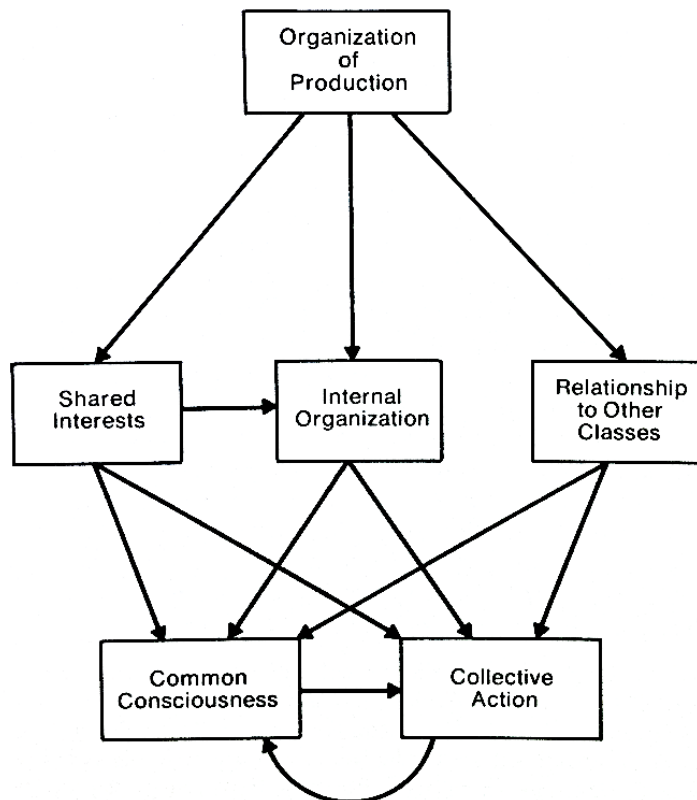 Organization
of
Production
Shared
Interests
Internal
Organization
Relationship
to Other
Classes
Common
Consciousness
Collective
Action